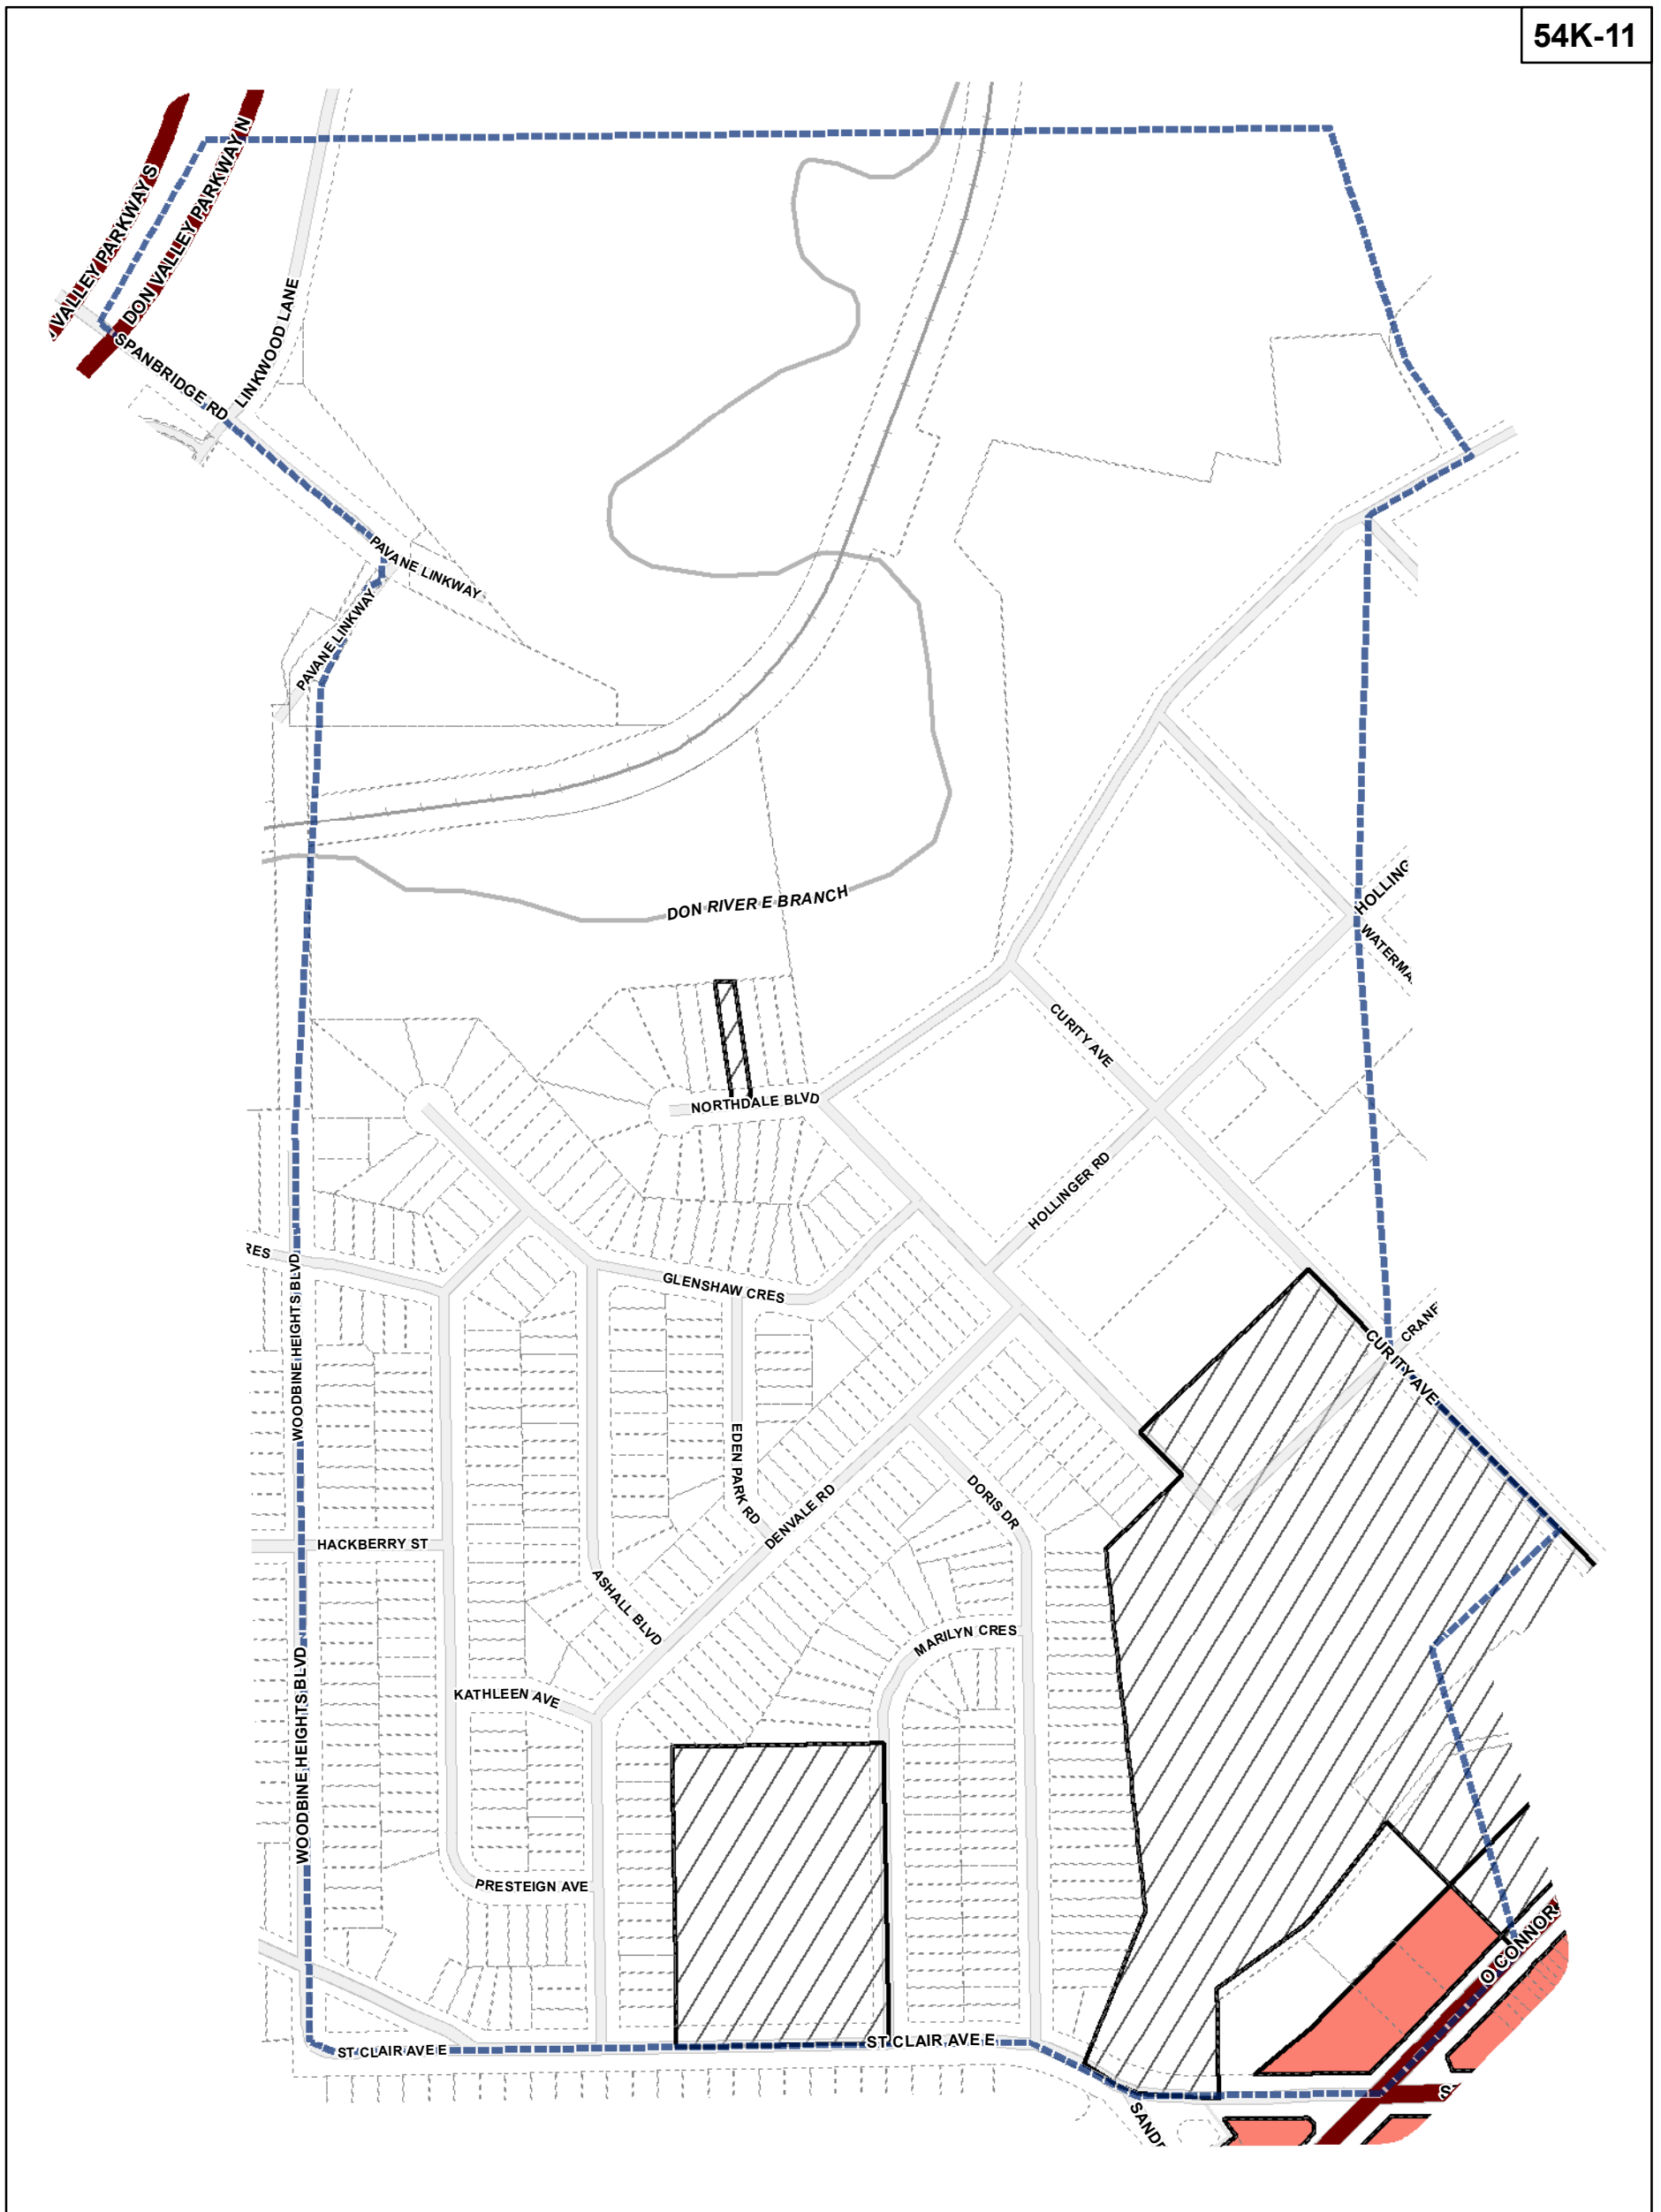 54K-11
VALLEY PARKWAY S
DON VALLEY PARKWAY N
LINKWOOD LANE
SPANBRIDGE RD
PAVANE LINKWAY
PAVANE LINKWAY
HOLLING
DON RIVER E BRANCH
WATERMA
CURITY AVE
NORTHDALE BLVD
HOLLINGER RD
RES
WOODBINE HEIGHTS BLVD
GLENSHAW CRES
CRANF
CURITY AVE
EDEN PARK RD
DENVALE RD
DORIS DR
HACKBERRY ST
ASHALL BLVD
MARILYN CRES
KATHLEEN AVE
WOODBINE HEIGHTS BLVD
PRESTEIGN AVE
O CONNOR
ST CLAIR AVE E
ST CLAIR AVE E
S
SANDR